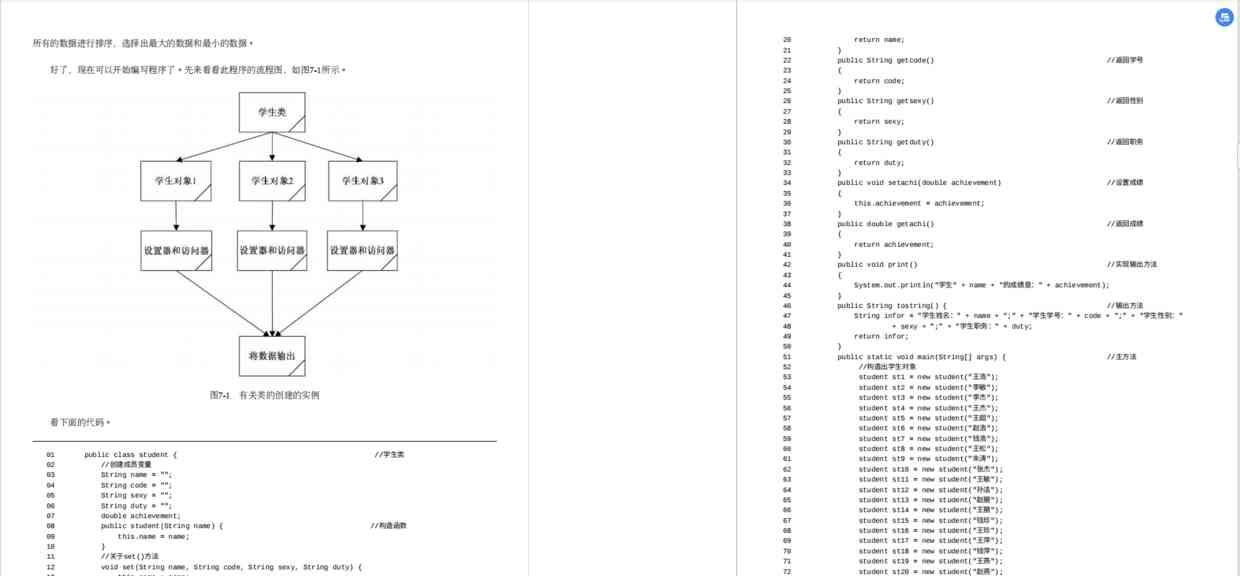 所有的数据进行排序，选择出最大的数据和最小的数据。
好了，现在可以开始编写程序了。先来看看此程序的流程图，如图7-1所示。
学生类
学生对象1
学生对象2
学生对象3
设置器和访问器
设置器和访问器
设置器和访问器
将数据输出
图7-1 有关类的创建的实例
看下面的代码。
01 public class student { //学生类
02 //创建成员变量
03 String name = "";
04 String code = "";
05 String sexy = "";
06 String duty = "";
07 double achievement;
08 public student(String name) { //构造函数
09 this.name = name;
10 }
11 //关于set()方法
12 void set(String name, String code, String sexy, String duty) {
20 return name;
21 }
22 public String getcode() //返回学号
23 {
24 return code;
25 }
26 public String getsexy() //返回性别
27 {
28 return sexy;
29 }
30 public String getduty() //返回职务
31 {
32 return duty;
33 }
34 public void setachi(double achievement) //设置成绩
35 {
36 this.achievement = achievement;
37 }
38 public double getachi() //返回成绩
39 {
40 return achievement;
41 }
42 public void print() //实现输出方法
43 {
44 System.out.println("学生" + name + "的成绩是：" + achievement);
45 }
46 public String tostring() { //输出方法
47 String infor = "学生姓名：" + name + ";" + "学生学号：" + code + ";" + "学生性别："
48 + sexy + ";" + "学生职务：" + duty;
49 return infor;
50 }
51 public static void main(String[] args) { //主方法
52 //构造出学生对象
53 student st1 = new student("王浩");
54 student st2 = new student("李敏");
55 student st3 = new student("李杰");
56 student st4 = new student("王杰");
57 student st5 = new student("王超");
58 student st6 = new student("赵浩");
59 student st7 = new student("钱浩");
60 student st8 = new student("王松");
61 student st9 = new student("朱涛");
62 student st10 = new student("张杰");
63 student st11 = new student("王敏");
64 student st12 = new student("孙洁");
65 student st13 = new student("赵丽");
66 student st14 = new student("王丽");
67 student st15 = new student("钱珍");
68 student st16 = new student("王珍");
69 student st17 = new student("王萍");
70 student st18 = new student("钱萍");
71 student st19 = new student("王燕");
72 student st20 = new student("赵燕");